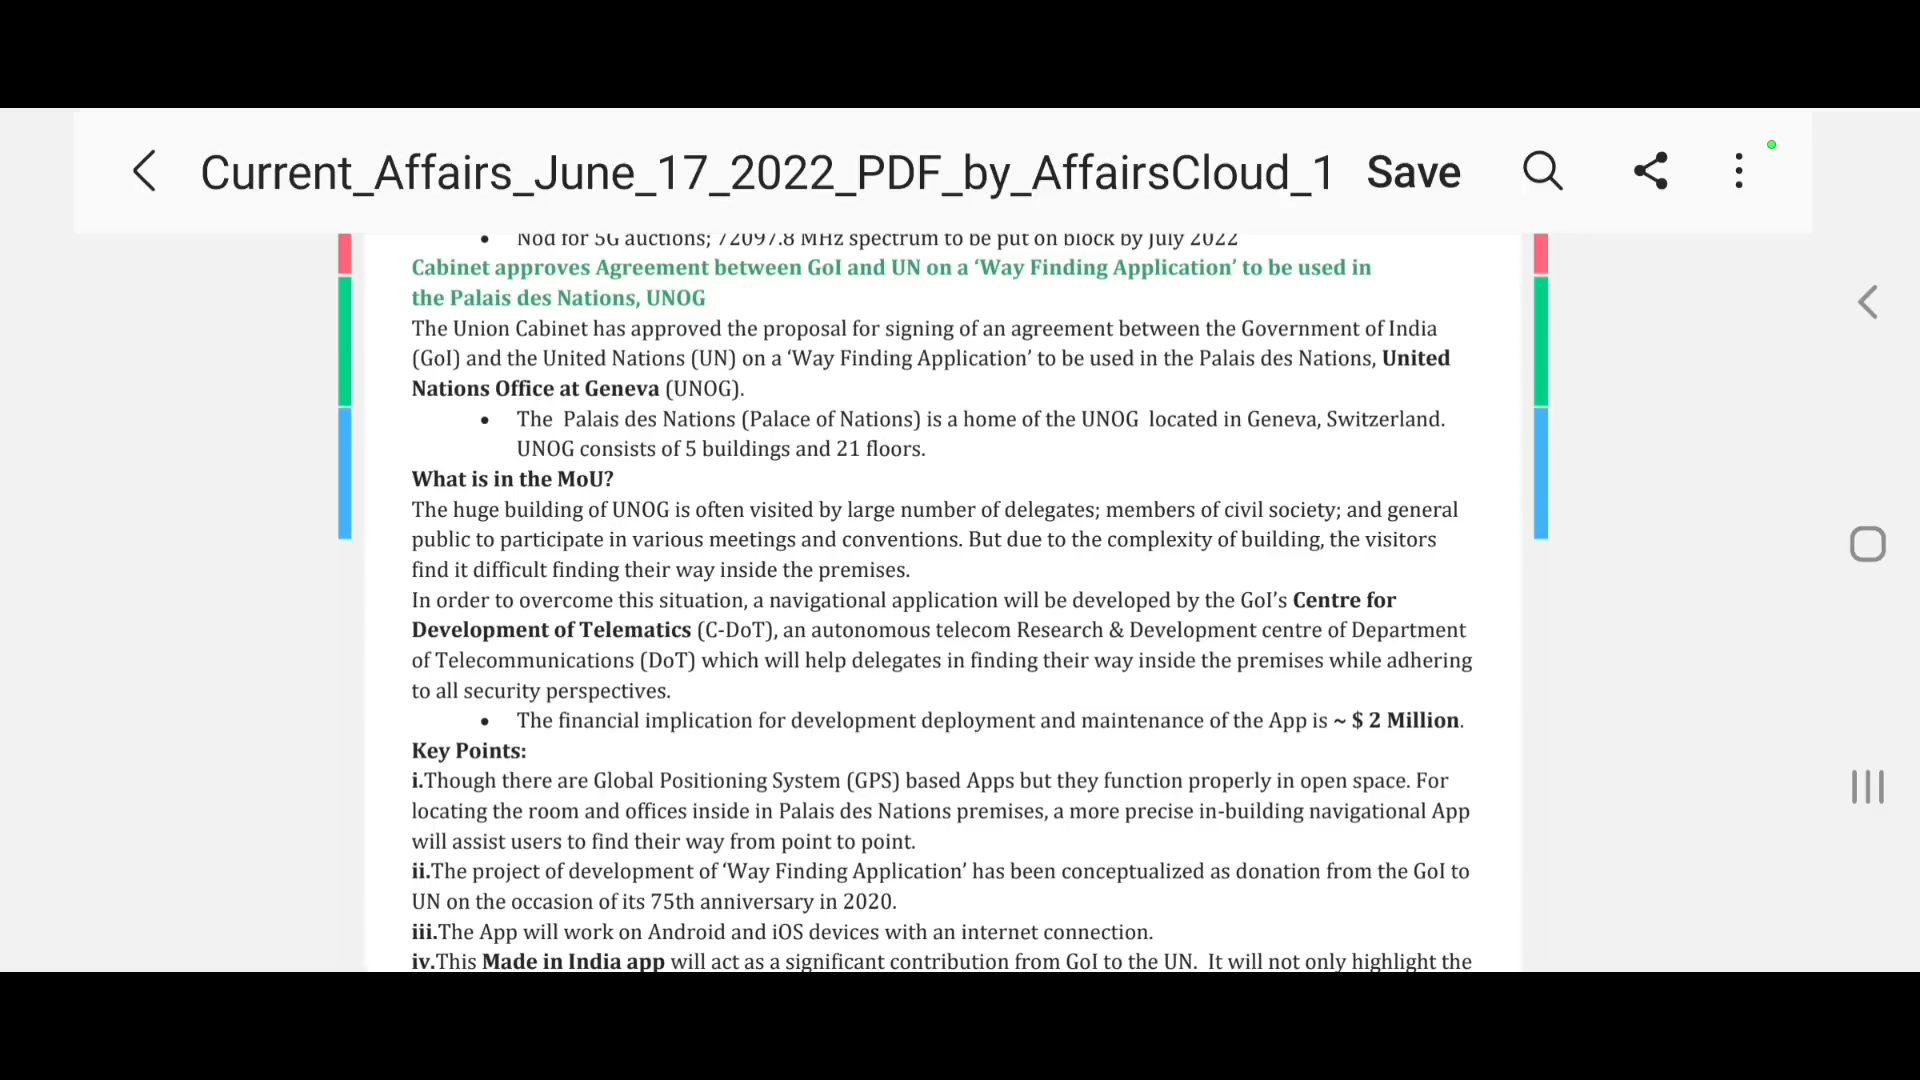 Current_Affairs_June_17_2022_PDF_by_AffairsCloud_1 Save
• Nod for 5G auctions; 72097.8 MHz spectrum to be put on block by July 2022
Cabinet approves Agreement between GoI and UN on a ‘Way Finding Application’ to be used in
the Palais des Nations, UNOG
The Union Cabinet has approved the proposal for signing of an agreement between the Government of India
(GoI) and the United Nations (UN) on a ‘Way Finding Application’ to be used in the Palais des Nations, United
Nations Office at Geneva (UNOG).
• The Palais des Nations (Palace of Nations) is a home of the UNOG located in Geneva, Switzerland.
UNOG consists of 5 buildings and 21 floors.
What is in the MoU?
The huge building of UNOG is often visited by large number of delegates; members of civil society; and general
public to participate in various meetings and conventions. But due to the complexity of building, the visitors
find it difficult finding their way inside the premises.
In order to overcome this situation, a navigational application will be developed by the GoI’s Centre for
Development of Telematics (C-DoT), an autonomous telecom Research & Development centre of Department
of Telecommunications (DoT) which will help delegates in finding their way inside the premises while adhering
to all security perspectives.
• The financial implication for development deployment and maintenance of the App is ~ $ 2 Million.
Key Points:
i.Though there are Global Positioning System (GPS) based Apps but they function properly in open space. For
locating the room and offices inside in Palais des Nations premises, a more precise in-building navigational App
will assist users to find their way from point to point.
ii.The project of development of ‘Way Finding Application’ has been conceptualized as donation from the GoI to
UN on the occasion of its 75th anniversary in 2020.
iii.The App will work on Android and iOS devices with an internet connection.
iv.This Made in India app will act as a significant contribution from GoI to the UN. It will not only highlight the